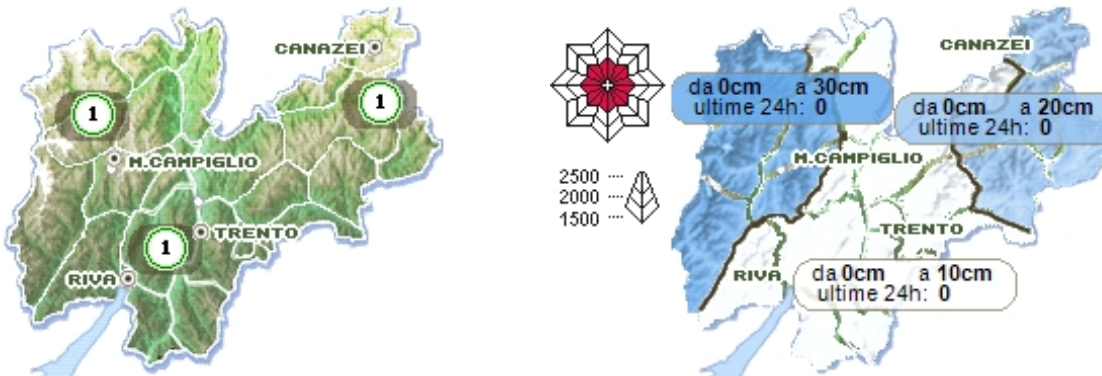 CANAZEI
1
1
M.CAMPIGLIO
1
TRENTO
RIVA
CANAZEI
da 0cm a 30cm
ultime 24h: 0
da 0cm a 20cm
ultime 24h: 0
M.CAMPIGLIO
2500
2000
1500
TRENTO
RIVA
da 0cm a 10cm
ultime 24h: 0